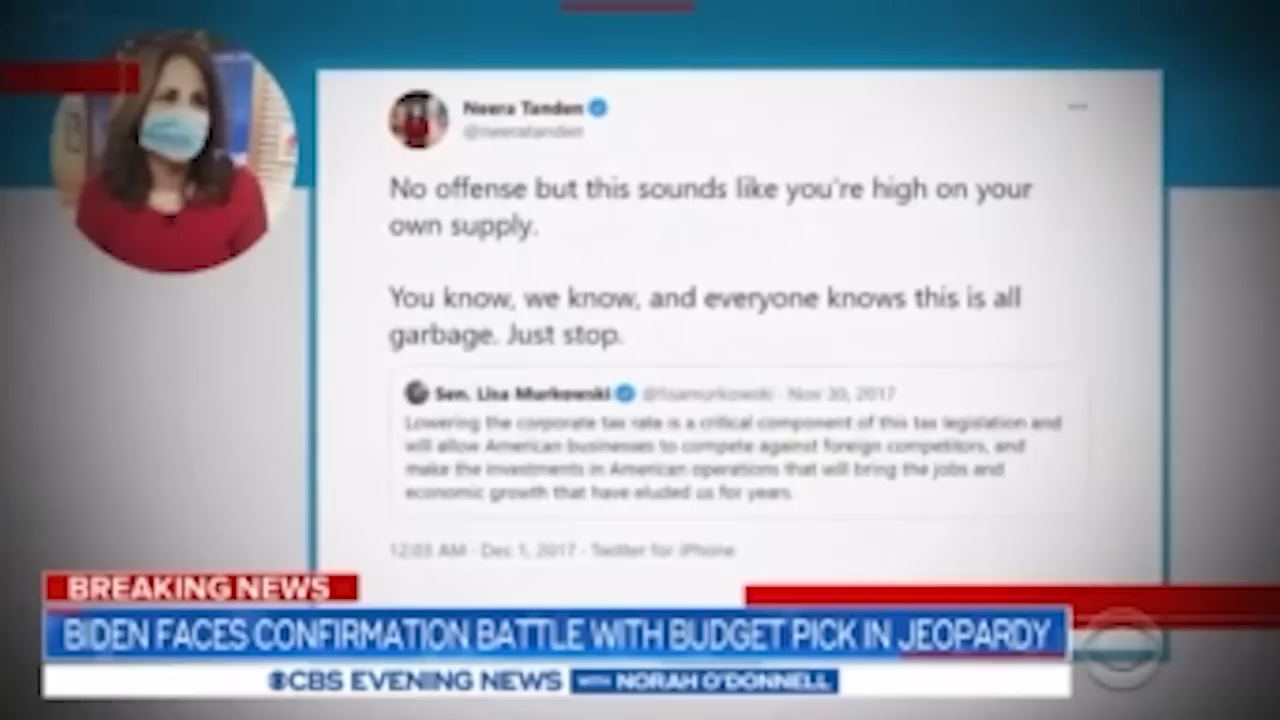 Neera Tanden
@neeratanden
No offense but this sounds like you're high on your
own supply.
You know, we know, and everyone knows this is all
garbage. Just stop.
Sen. Lisa Murkowski @lisamurkowski · Nov 30, 2017
Lowering the corporate tax rate is a critical component of this tax legislation and
will allow American businesses to compete against foreign competitors, and
make the investments in American operations that will bring the jobs and
economic growth that have eluded us for years.
12:03 AM · Dec 1, 2017 · Twitter for iPhone
BREAKING NEWS
BIDEN FACES CONFIRMATION BATTLE WITH BUDGET PICK IN JEOPARDY
CBS EVENING NEWS WITH NORAH O'DONNELL